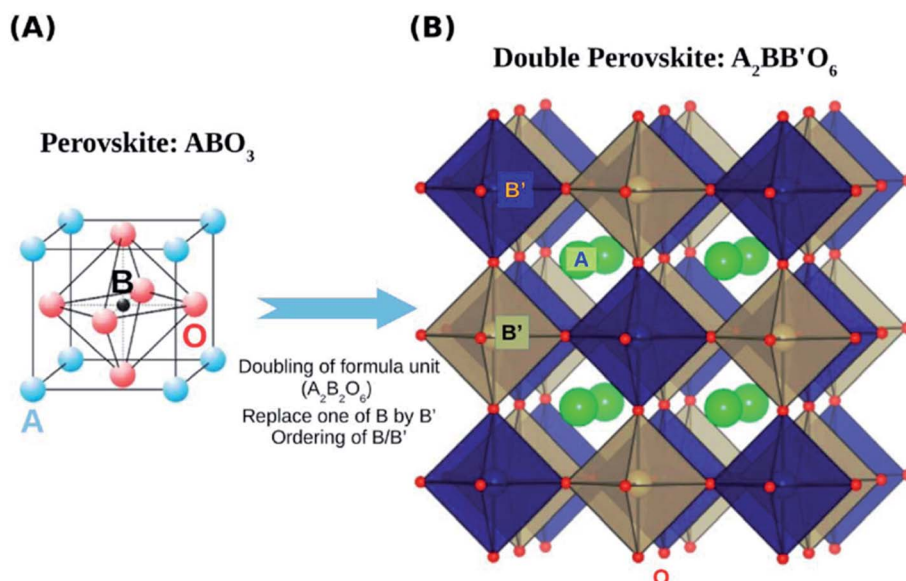 (A)
Perovskite: ABO₃
B
O
A
Doubling of formula unit
(A₂B₂O₆)
Replace one of B by B’
Ordering of B/B’
(B)
Double Perovskite: A₂BB'O₆
B’
A
B’
O